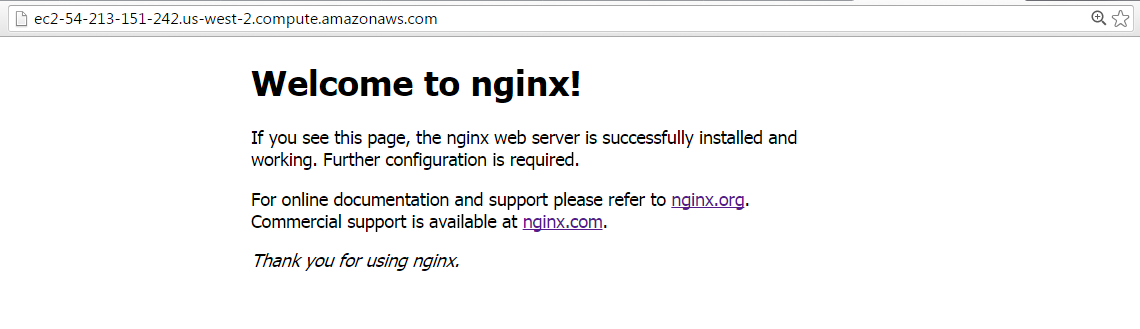 ec2-54-213-151-242.us-west-2.compute.amazonaws.com
Welcome to nginx!
If you see this page, the nginx web server is successfully installed and
working. Further configuration is required.
For online documentation and support please refer to nginx.org.
Commercial support is available at nginx.com.
Thank you for using nginx.